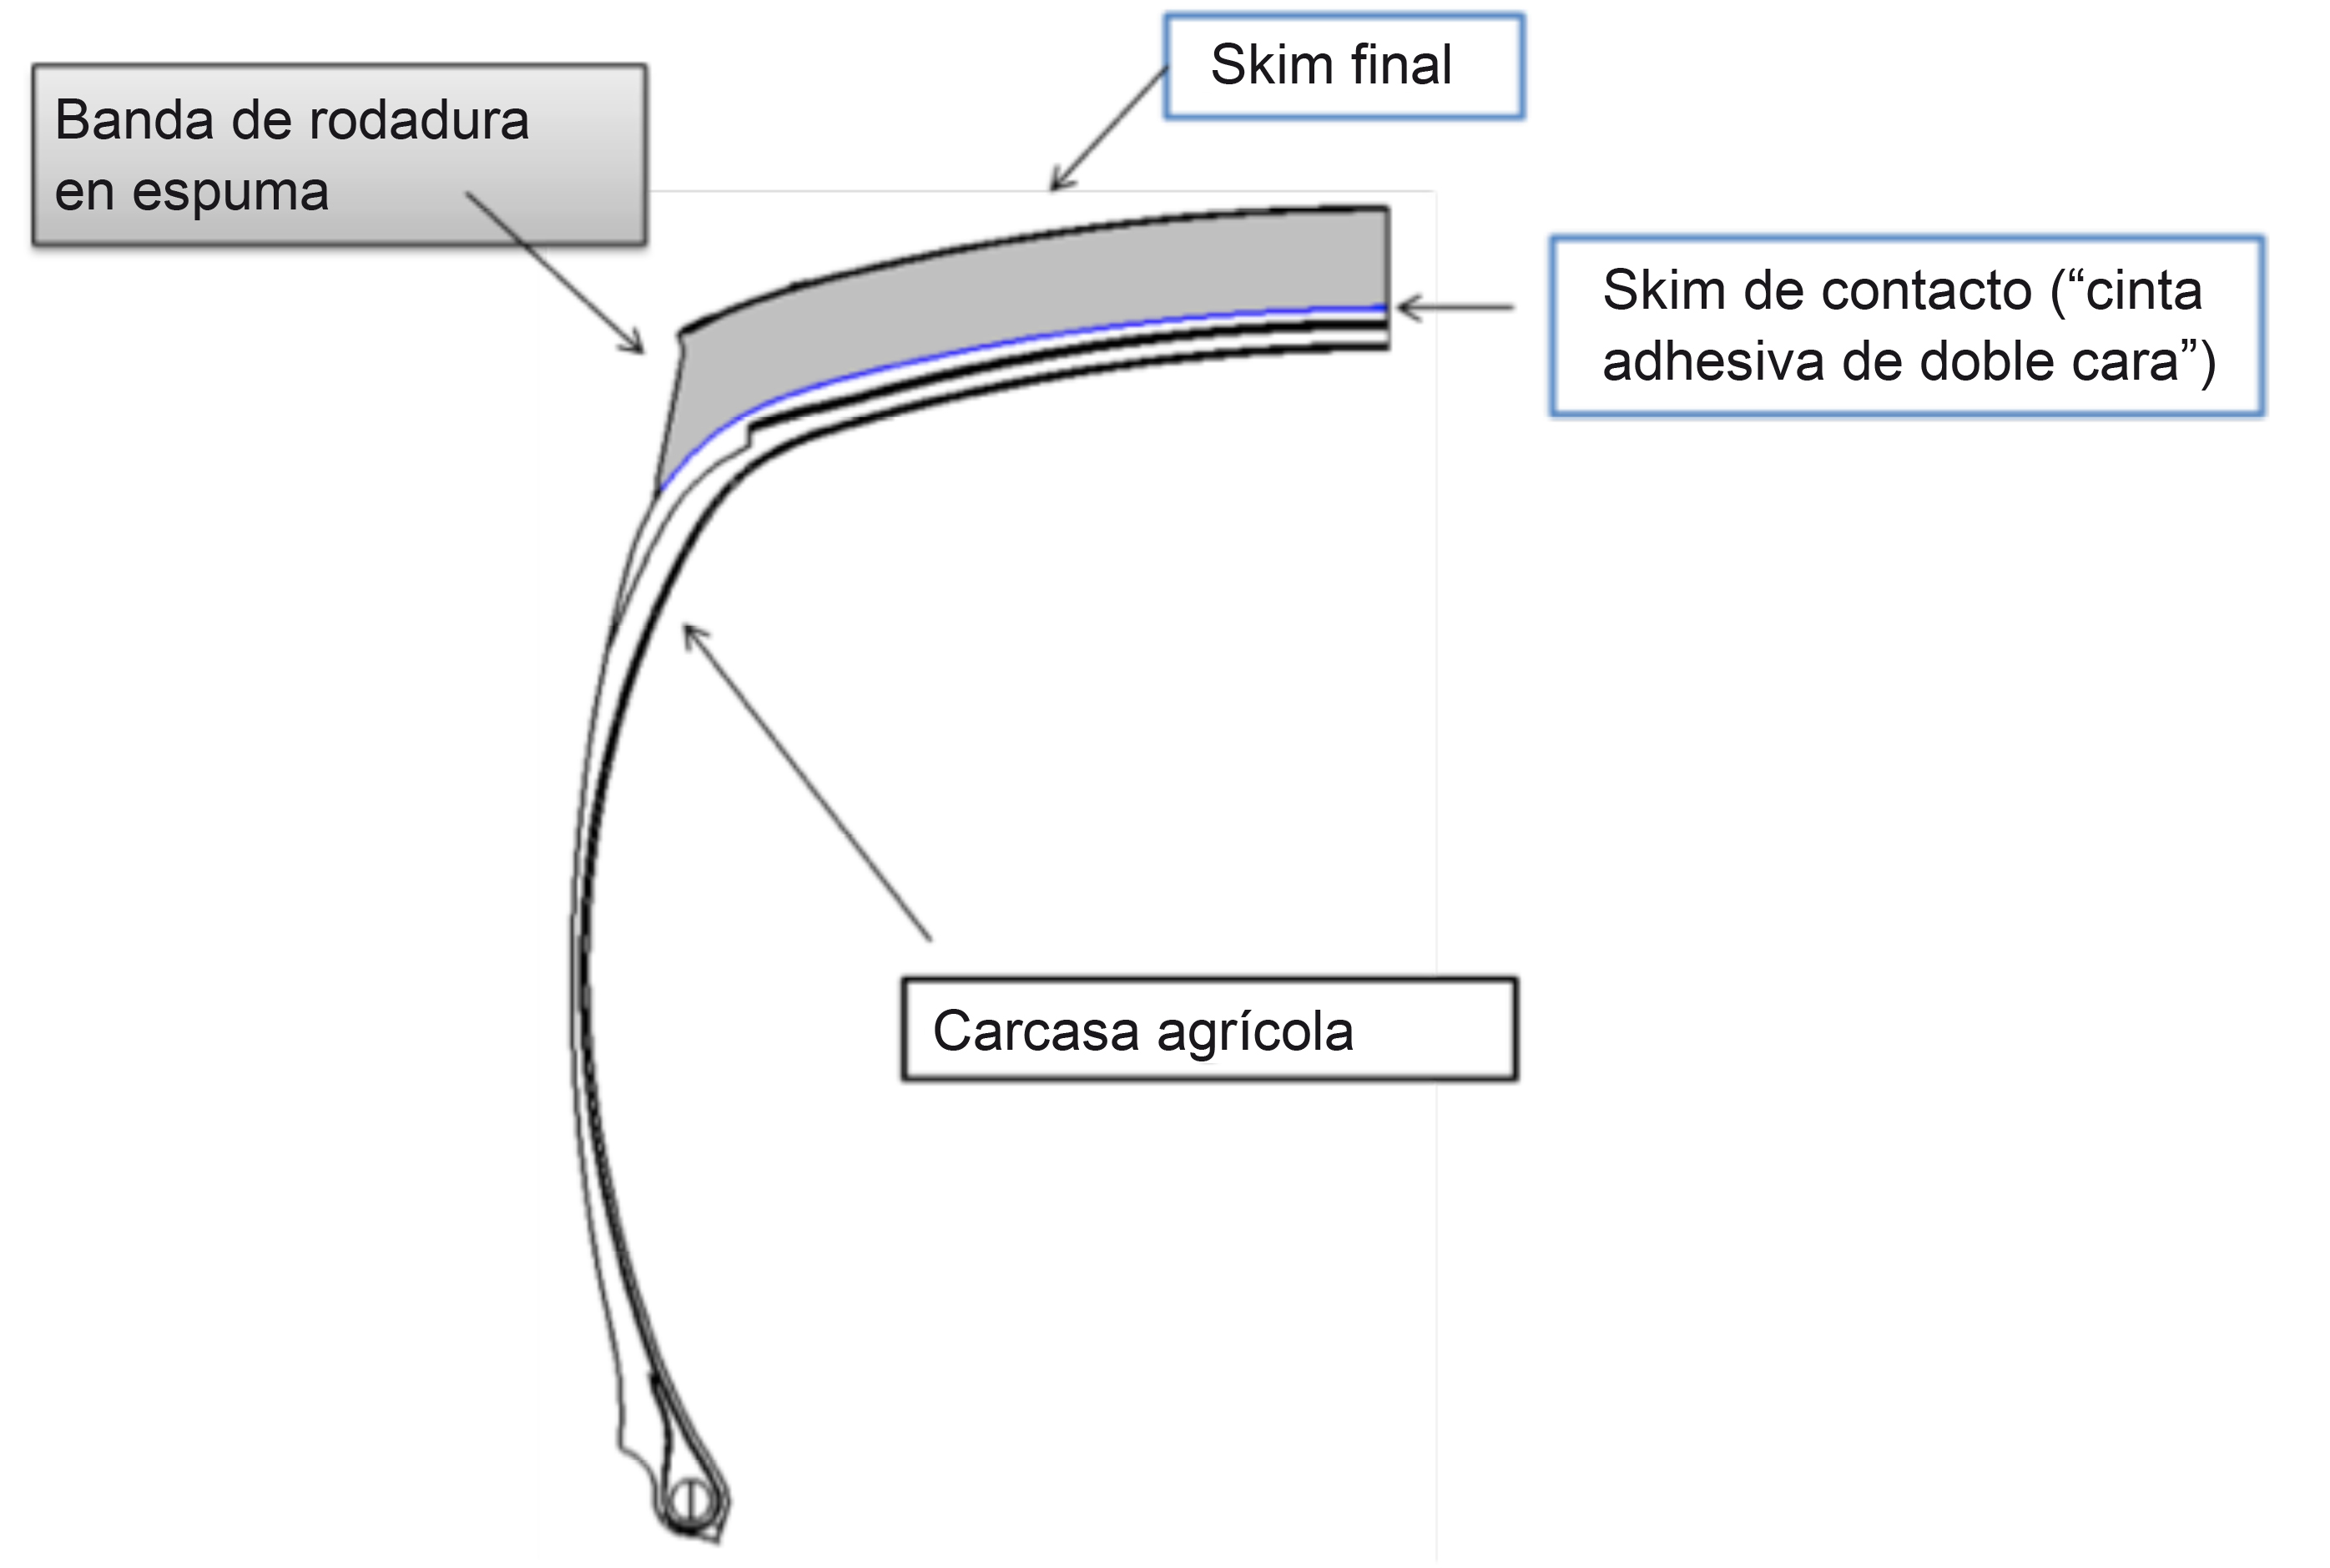 Skim final
Banda de rodadura
en espuma
Skim de contacto (“cinta
adhesiva de doble cara”)
Carcasa agrícola